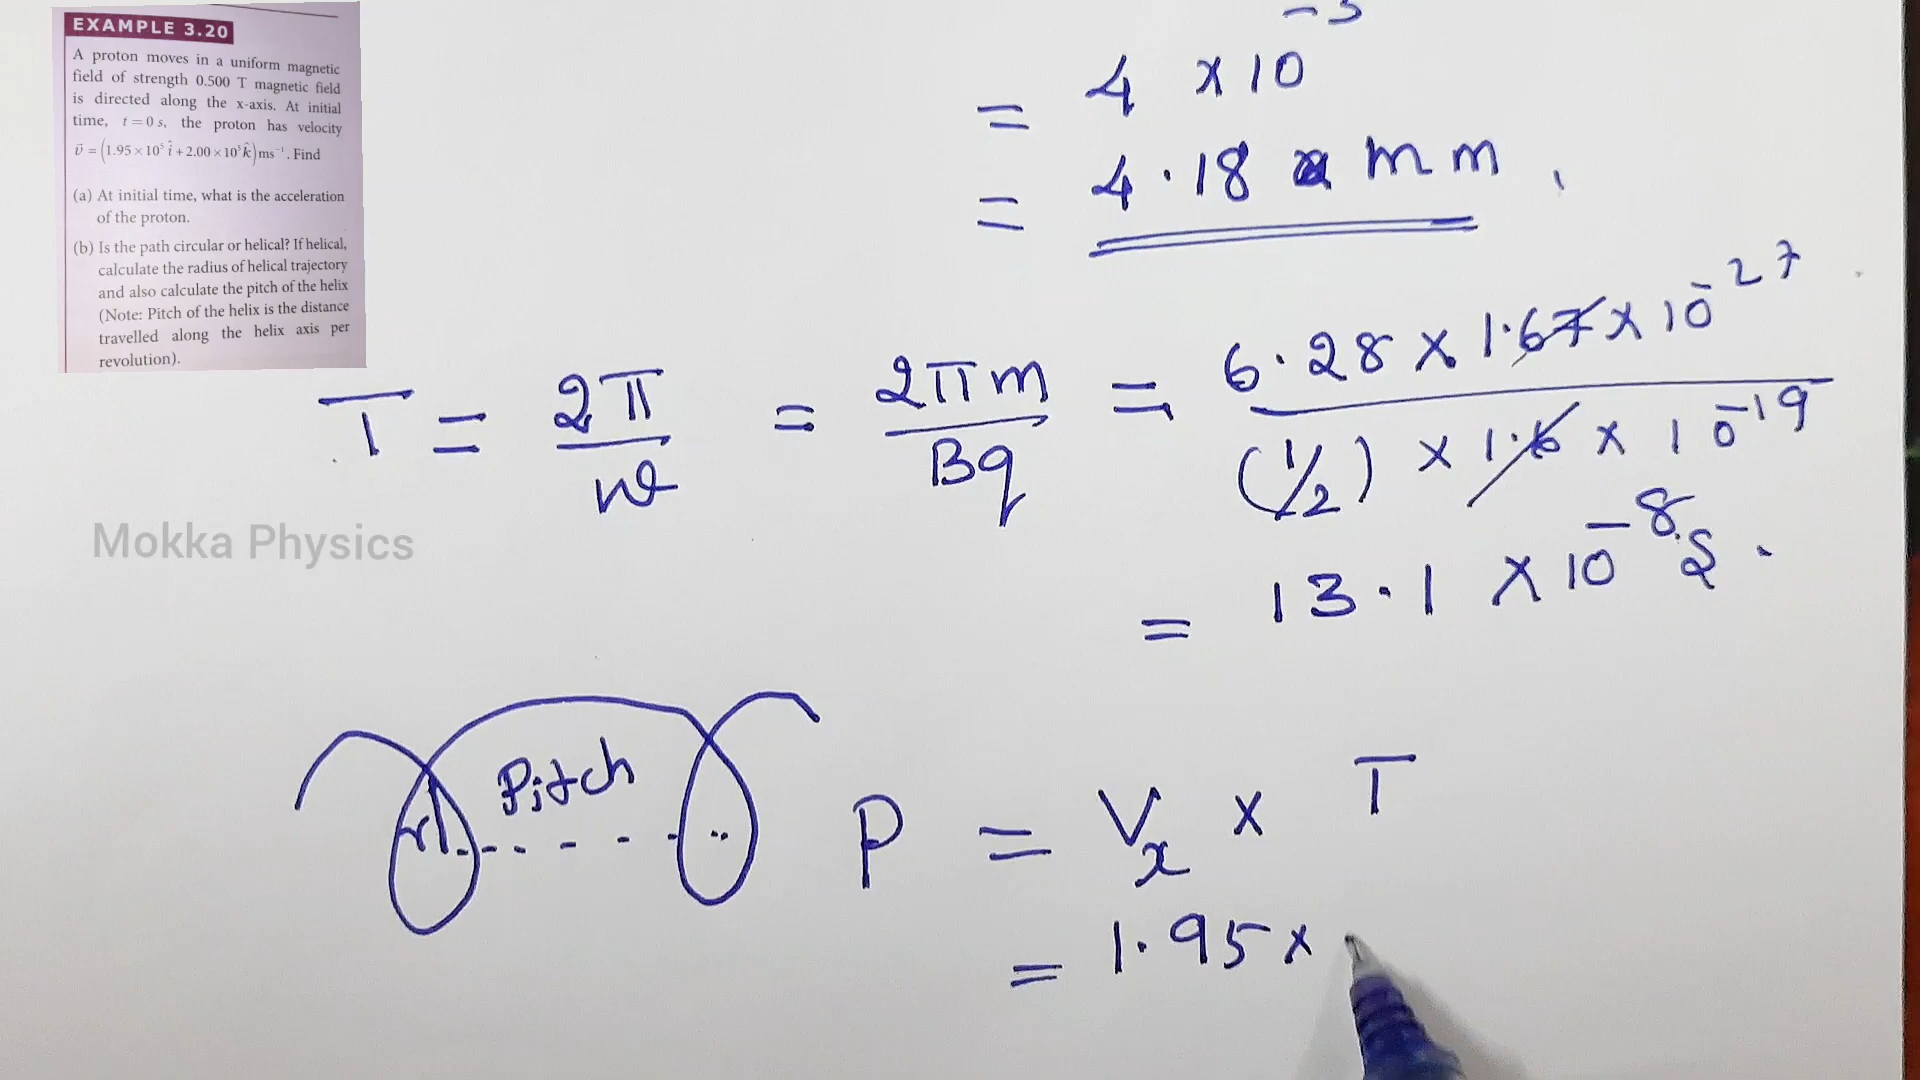 EXAMPLE 3.20
A proton moves in a uniform magnetic
field of strength 0.500 T magnetic field
is directed along the x-axis. At initial
time, t = 0 s, the proton has velocity
v⃗ = (1.95 × 10⁵ î + 2.00 × 10⁵ k̂) ms⁻¹. Find
(a) At initial time, what is the acceleration
of the proton.
(b) Is the path circular or helical? If helical,
calculate the radius of helical trajectory
and also calculate the pitch of the helix
(Note: Pitch of the helix is the distance
travelled along the helix axis per
revolution).
= 4 × 10⁻³
= 4.18 mm.
T = 2π/w = 2πm/Bq = 6.28 × 1.67 × 10⁻²⁷ / (1/2) × 1.6 × 10⁻¹⁹
= 13.1 × 10⁻⁸ s.
Mokka Physics
Pitch
r
P = Vx × T
= 1.95 ×